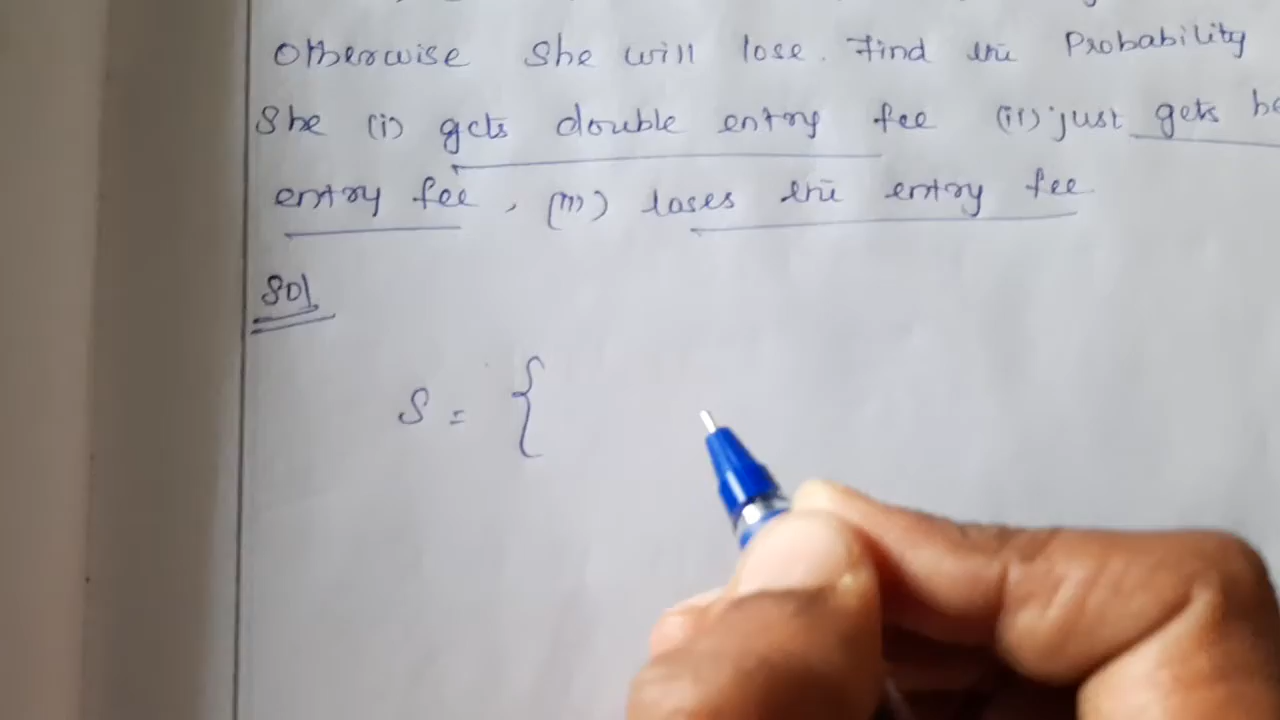 Otherwise she will lose. Find the Probability
She (i) gets double entry fee (ii) just gets
entry fee, (iii) loses the entry fee
Sol
S = {